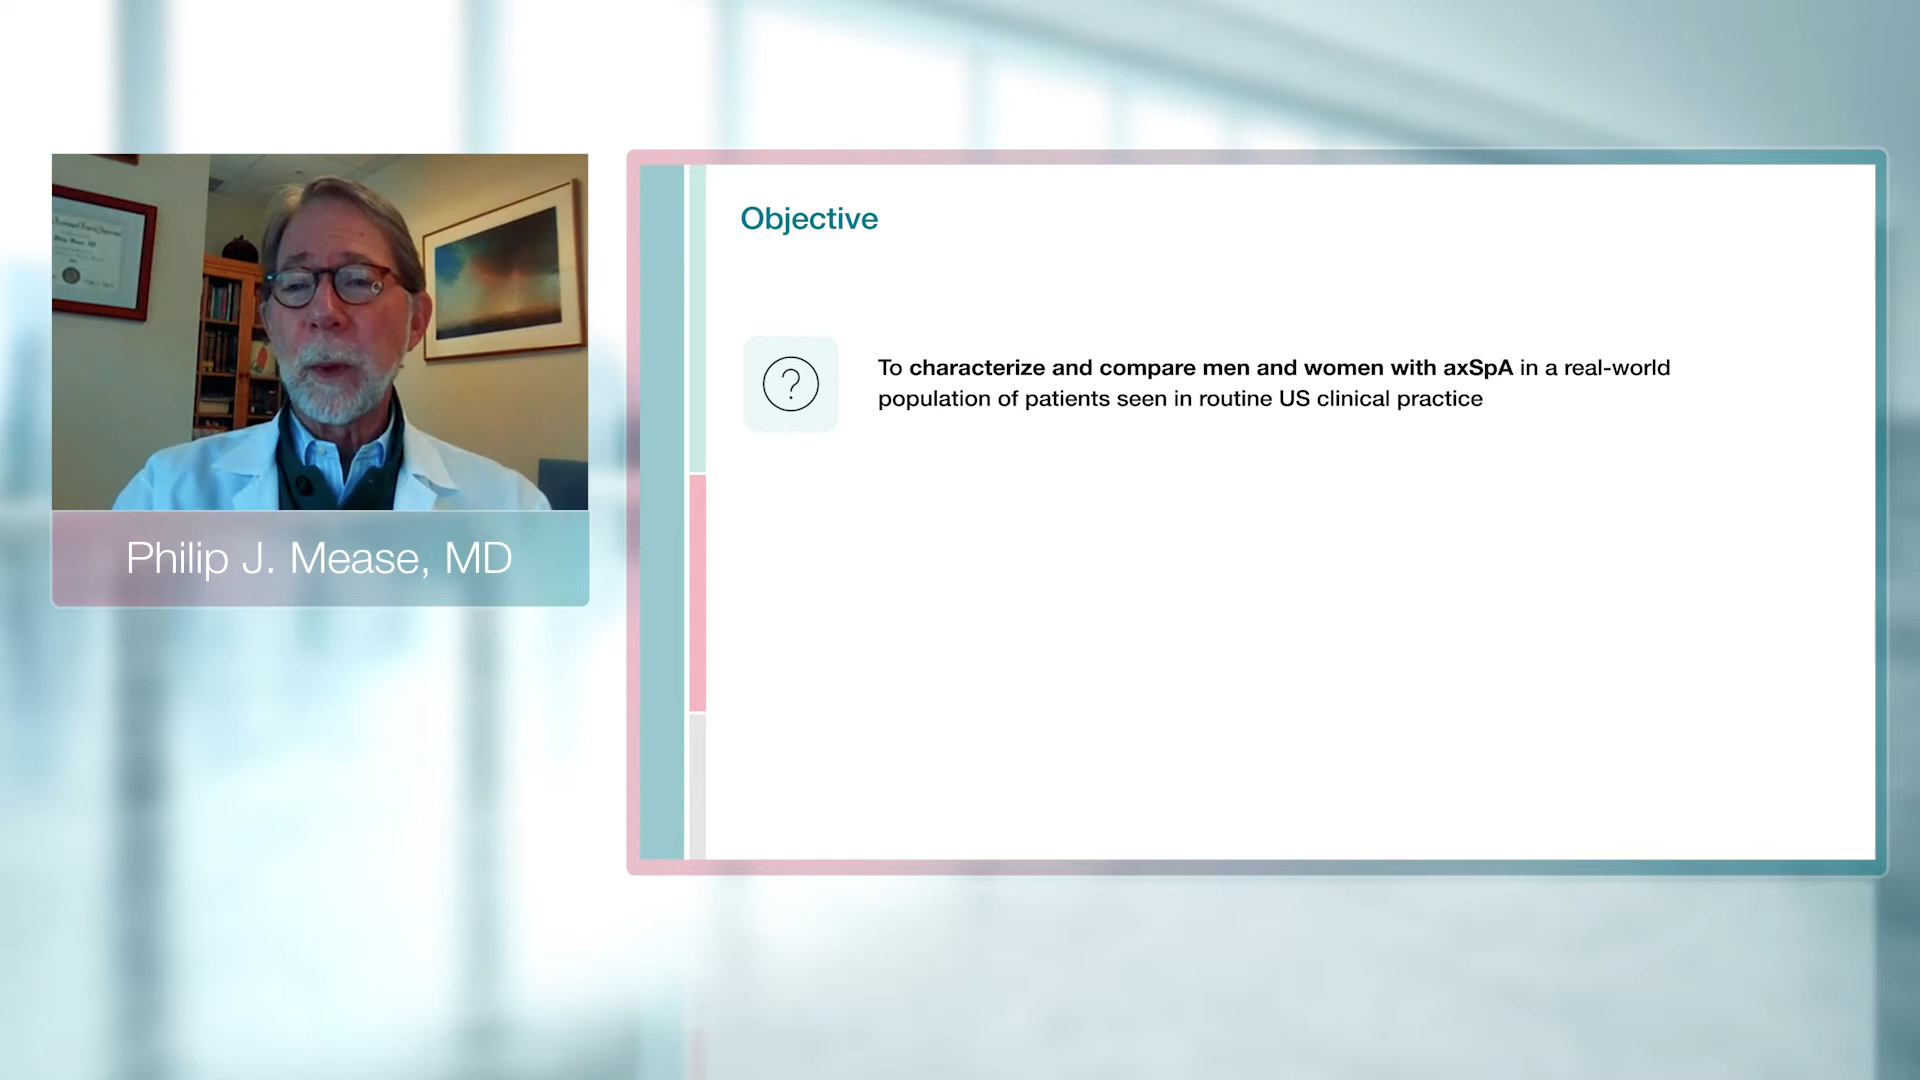 Philip J. Mease, MD
Objective
?
To characterize and compare men and women with axSpA in a real-world
population of patients seen in routine US clinical practice